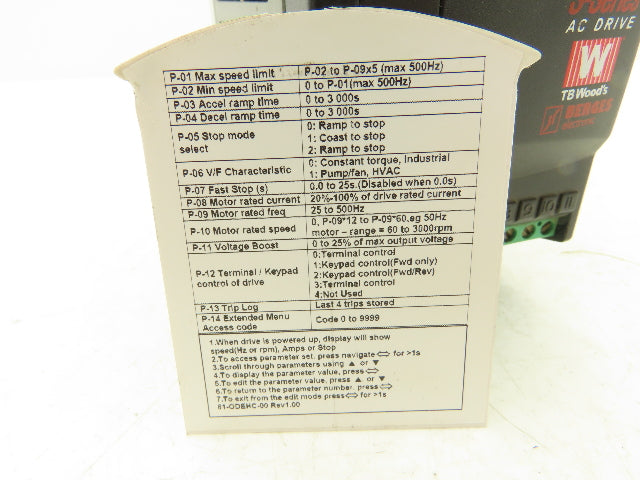 S-Series
AC DRIVE
TB Wood's
BERGES
electronic
P-01 Max speed limit P-02 to P-09x5 (max 500Hz)
P-02 Min speed limit 0 to P-01(max 500Hz)
P-03 Accel ramp time 0 to 3 000s
P-04 Decel ramp time 0 to 3 000s
P-05 Stop mode select 0: Ramp to stop
1: Coast to stop
2: Ramp to stop
P-06 V/F Characteristic 0: Constant torque, Industrial
1: Pump/fan, HVAC
P-07 Fast Stop (s) 0.0 to 25s.(Disabled when 0.0s)
P-08 Motor rated current 20%-100% of drive rated current
P-09 Motor rated freq 25 to 500Hz
P-10 Motor rated speed 0, P-09*12 to P-09*60.eg 50Hz
motor – range = 60 to 3000rpm
P-11 Voltage Boost 0 to 25% of max output voltage
P-12 Terminal / Keypad control of drive 0:Terminal control
1:Keypad control(Fwd only)
2:Keypad control(Fwd/Rev)
3:Terminal control
4:Not Used
P-13 Trip Log Last 4 trips stored
P-14 Extended Menu Access code Code 0 to 9999
1.When drive is powered up, display will show
speed(Hz or rpm), Amps or Stop
2.To access parameter set, press navigate ⇔ for >1s
3.Scroll through parameters using ▲ or ▼
4.To display the parameter value, press ⇔
5.To edit the parameter value, press ▲ or ▼
6.To return to the parameter number, press ⇔
7.To exit from the edit mode press ⇔ for >1s
81-ODEHC-00 Rev1.00